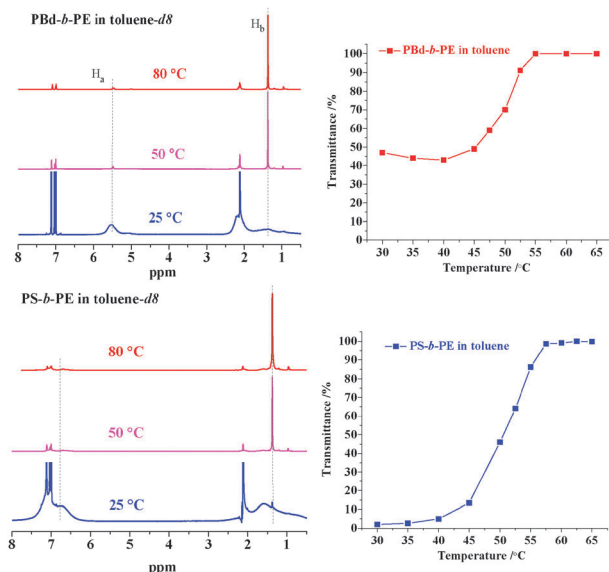 PBd-b-PE in toluene-d8
Hb
Ha
80 °C
50 °C
25 °C
8 7 6 5 4 3 2 1
ppm
PBd-b-PE in toluene
Transmittance /%
100
90
80
70
60
50
40
30
20
10
0
30 35 40 45 50 55 60 65
Temperature /°C
PS-b-PE in toluene-d8
80 °C
50 °C
25 °C
8 7 6 5 4 3 2 1
ppm
PS-b-PE in toluene
Transmittance /%
100
90
80
70
60
50
40
30
20
10
0
30 35 40 45 50 55 60 65
Temperature /°C